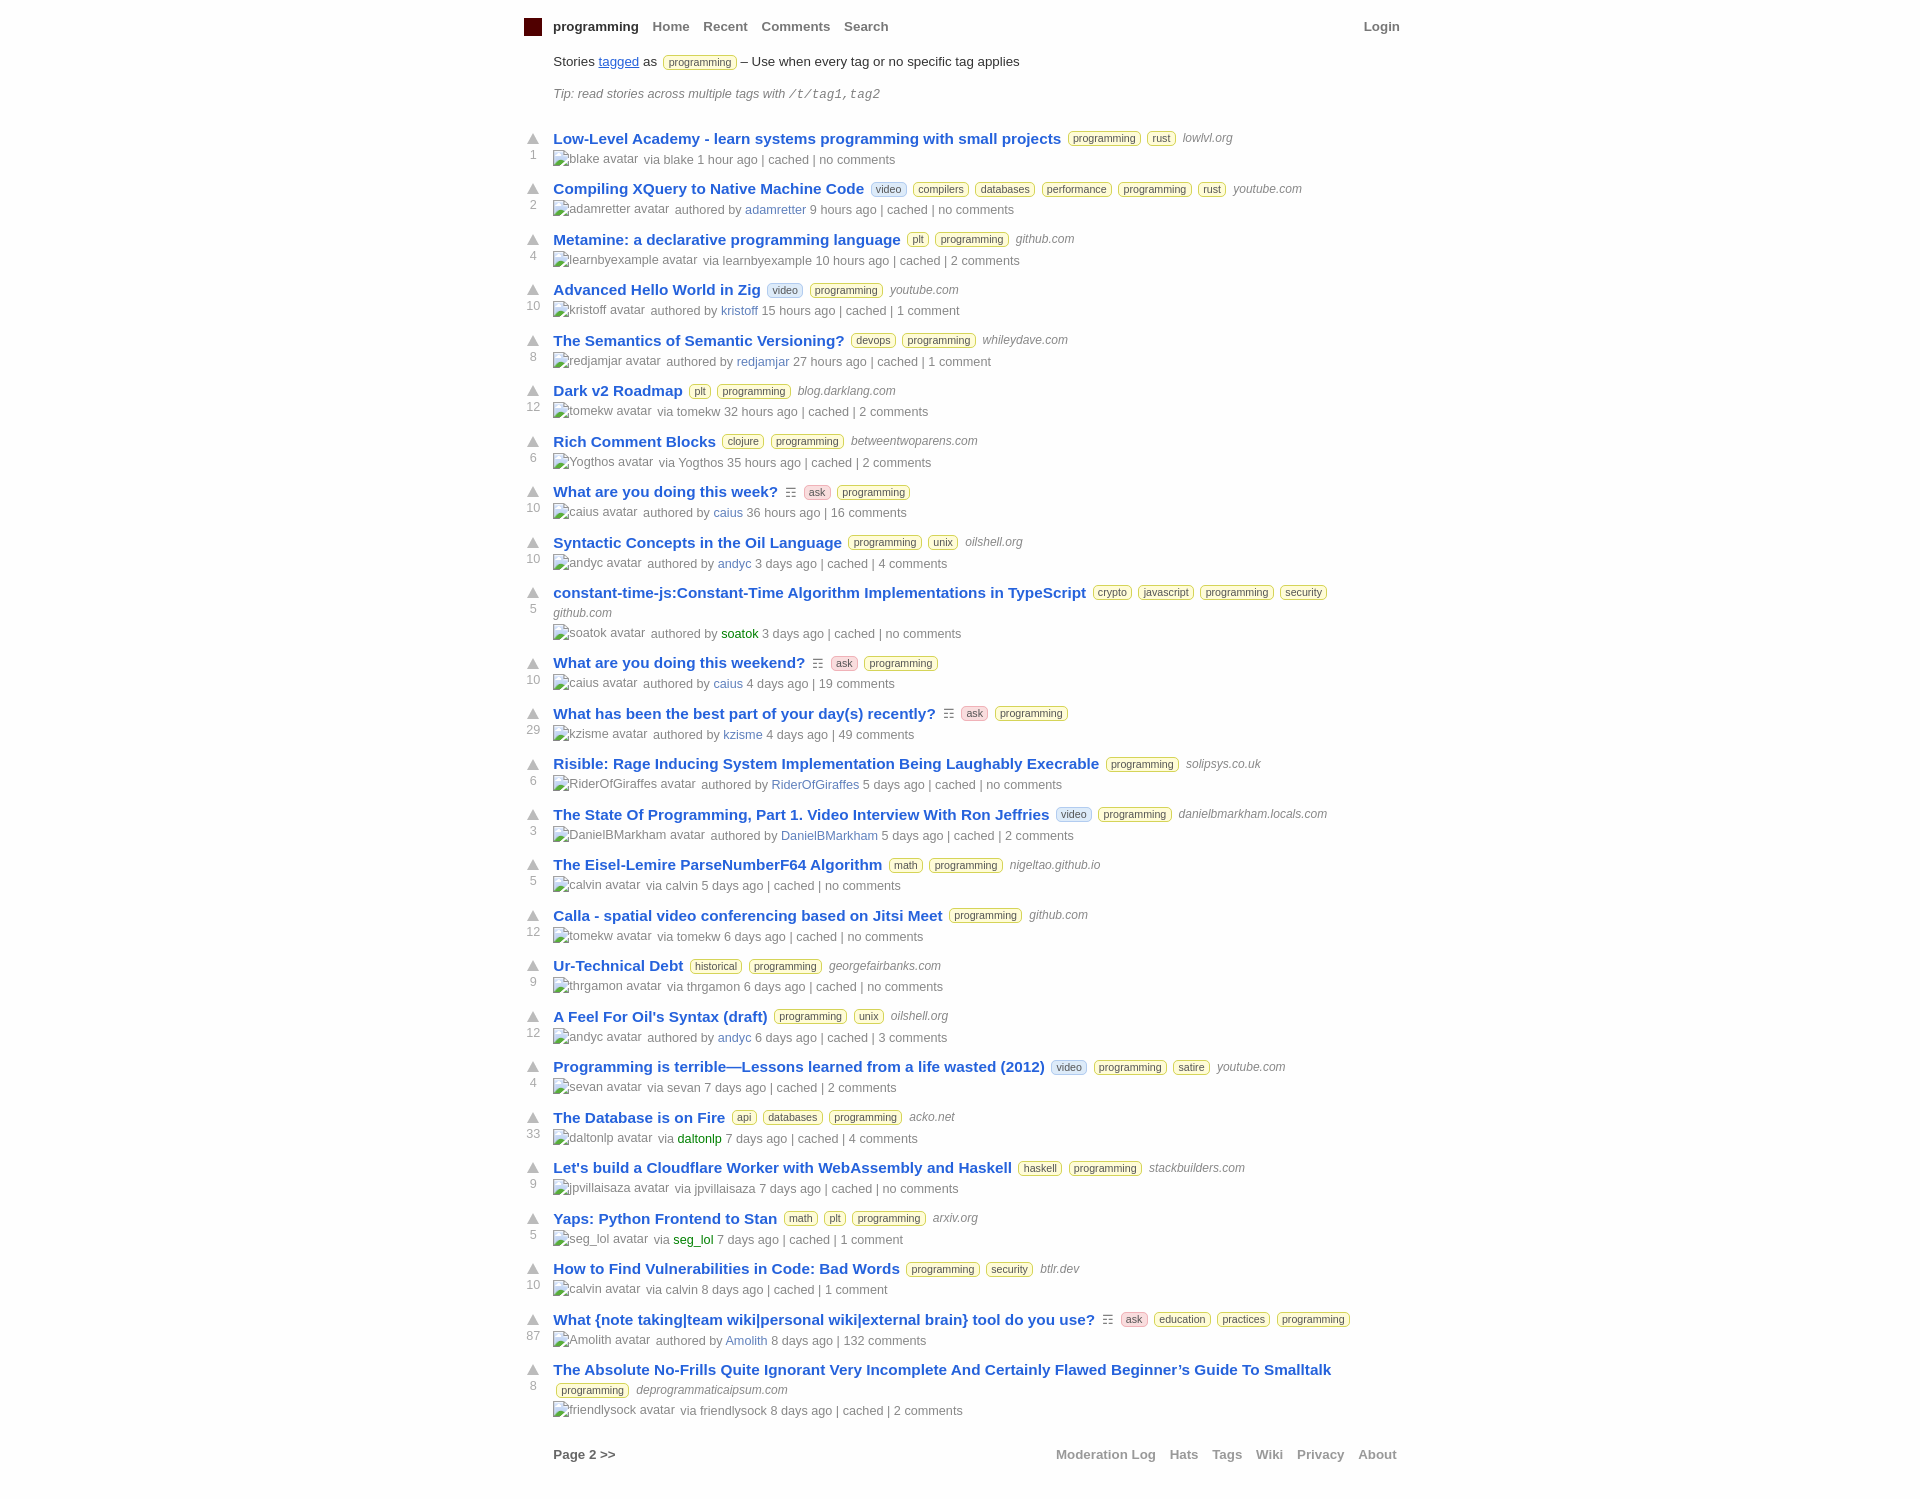 programming Home Recent Comments Search Login
Stories tagged as programming – Use when every tag or no specific tag applies
Tip: read stories across multiple tags with /t/tag1,tag2
Low-Level Academy - learn systems programming with small projects programming rust lowlvl.org
1
blake avatar via blake 1 hour ago | cached | no comments
Compiling XQuery to Native Machine Code video compilers databases performance programming rust youtube.com
2
adamretter avatar authored by adamretter 9 hours ago | cached | no comments
Metamine: a declarative programming language plt programming github.com
4
learnbyexample avatar via learnbyexample 10 hours ago | cached | 2 comments
Advanced Hello World in Zig video programming youtube.com
10
kristoff avatar authored by kristoff 15 hours ago | cached | 1 comment
The Semantics of Semantic Versioning? devops programming whileydave.com
8
redjamjar avatar authored by redjamjar 27 hours ago | cached | 1 comment
Dark v2 Roadmap plt programming blog.darklang.com
12
tomekw avatar via tomekw 32 hours ago | cached | 2 comments
Rich Comment Blocks clojure programming betweentwoparens.com
6
Yogthos avatar via Yogthos 35 hours ago | cached | 2 comments
What are you doing this week? ☶ ask programming
10
caius avatar authored by caius 36 hours ago | 16 comments
Syntactic Concepts in the Oil Language programming unix oilshell.org
10
andyc avatar authored by andyc 3 days ago | cached | 4 comments
constant-time-js:Constant-Time Algorithm Implementations in TypeScript crypto javascript programming security
5
github.com
soatok avatar authored by soatok 3 days ago | cached | no comments
What are you doing this weekend? ☶ ask programming
10
caius avatar authored by caius 4 days ago | 19 comments
What has been the best part of your day(s) recently? ☶ ask programming
29
kzisme avatar authored by kzisme 4 days ago | 49 comments
Risible: Rage Inducing System Implementation Being Laughably Execrable programming solipsys.co.uk
6
RiderOfGiraffes avatar authored by RiderOfGiraffes 5 days ago | cached | no comments
The State Of Programming, Part 1. Video Interview With Ron Jeffries video programming danielbmarkham.locals.com
3
DanielBMarkham avatar authored by DanielBMarkham 5 days ago | cached | 2 comments
The Eisel-Lemire ParseNumberF64 Algorithm math programming nigeltao.github.io
5
calvin avatar via calvin 5 days ago | cached | no comments
Calla - spatial video conferencing based on Jitsi Meet programming github.com
12
tomekw avatar via tomekw 6 days ago | cached | no comments
Ur-Technical Debt historical programming georgefairbanks.com
9
thrgamon avatar via thrgamon 6 days ago | cached | no comments
A Feel For Oil's Syntax (draft) programming unix oilshell.org
12
andyc avatar authored by andyc 6 days ago | cached | 3 comments
Programming is terrible—Lessons learned from a life wasted (2012) video programming satire youtube.com
4
sevan avatar via sevan 7 days ago | cached | 2 comments
The Database is on Fire api databases programming acko.net
33
daltonlp avatar via daltonlp 7 days ago | cached | 4 comments
Let's build a Cloudflare Worker with WebAssembly and Haskell haskell programming stackbuilders.com
9
jpvillaisaza avatar via jpvillaisaza 7 days ago | cached | no comments
Yaps: Python Frontend to Stan math plt programming arxiv.org
5
seg_lol avatar via seg_lol 7 days ago | cached | 1 comment
How to Find Vulnerabilities in Code: Bad Words programming security btlr.dev
10
calvin avatar via calvin 8 days ago | cached | 1 comment
What {note taking|team wiki|personal wiki|external brain} tool do you use? ☶ ask education practices programming
87
Amolith avatar authored by Amolith 8 days ago | 132 comments
The Absolute No-Frills Quite Ignorant Very Incomplete And Certainly Flawed Beginner’s Guide To Smalltalk
8
programming deprogrammaticaipsum.com
friendlysock avatar via friendlysock 8 days ago | cached | 2 comments
Page 2 >> Moderation Log Hats Tags Wiki Privacy About